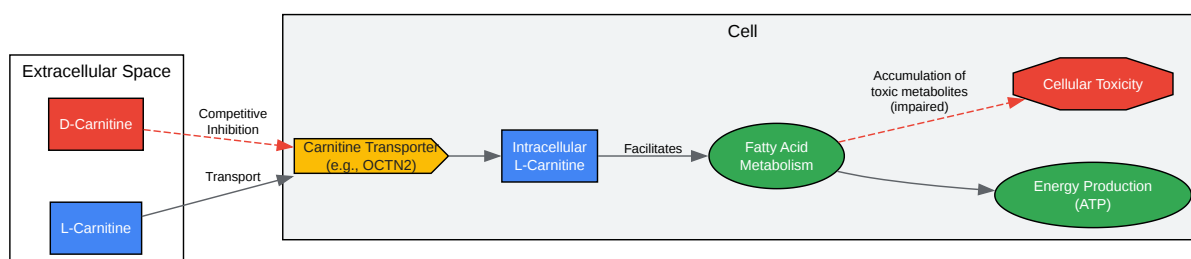 Cell
Extracellular Space
D-Carnitine
L-Carnitine
Competitive
Inhibition
Transport
Carnitine Transporter
(e.g., OCTN2)
Intracellular
L-Carnitine
Facilitates
Fatty Acid
Metabolism
Accumulation of
toxic metabolites
(impaired)
Cellular Toxicity
Energy Production
(ATP)